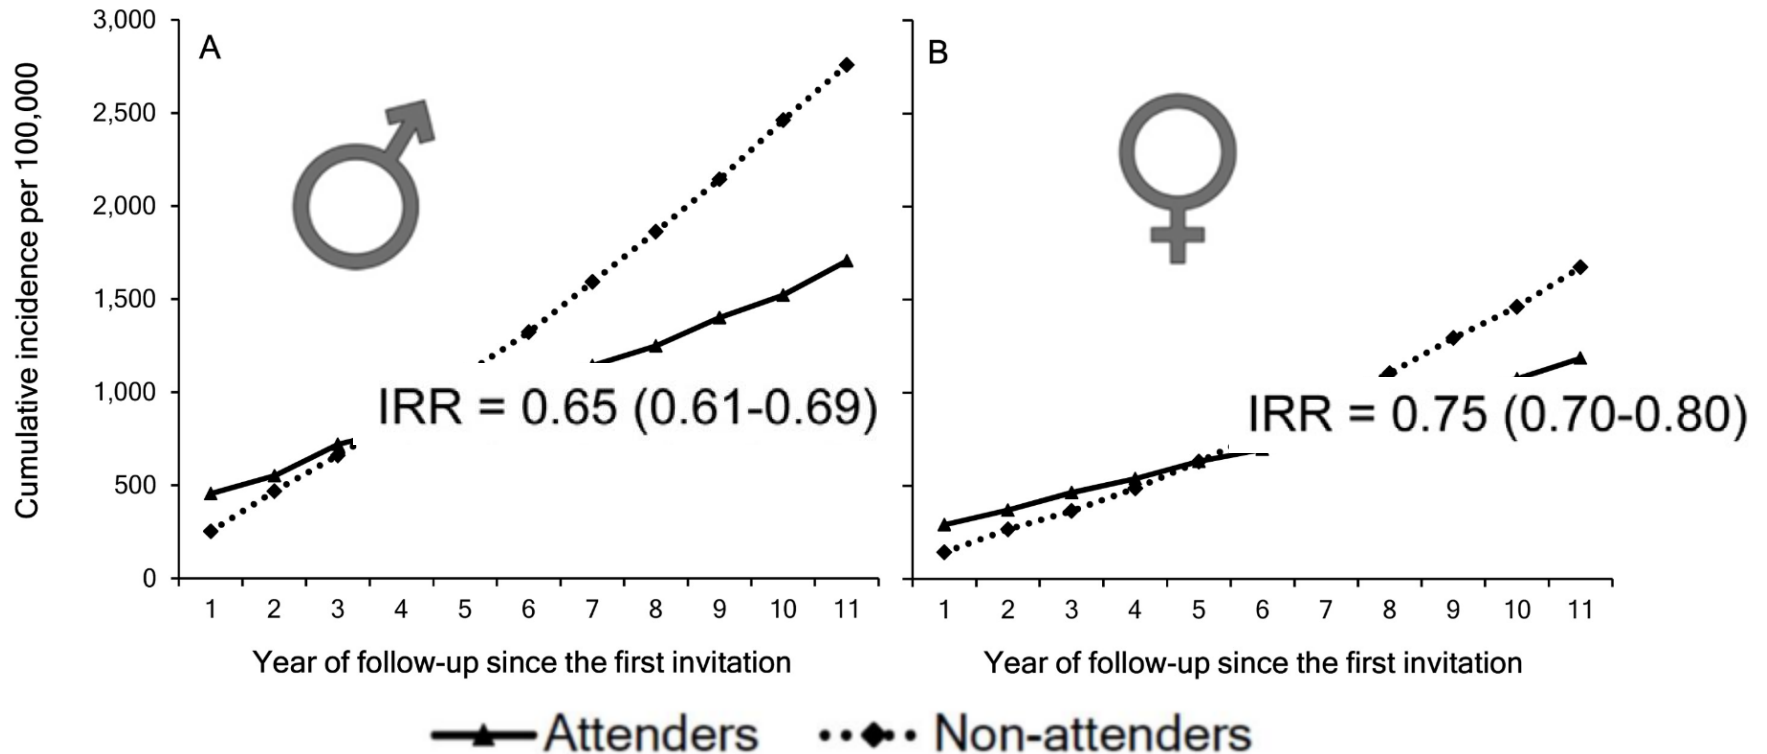 Cumulative incidence per 100,000
3,000
2,500
2,000
1,500
1,000
500
0
A
IRR = 0.65 (0.61-0.69)
1 2 3 4 5 6 7 8 9 10 11
Year of follow-up since the first invitation
B
IRR = 0.75 (0.70-0.80)
1 2 3 4 5 6 7 8 9 10 11
Year of follow-up since the first invitation
Attenders Non-attenders